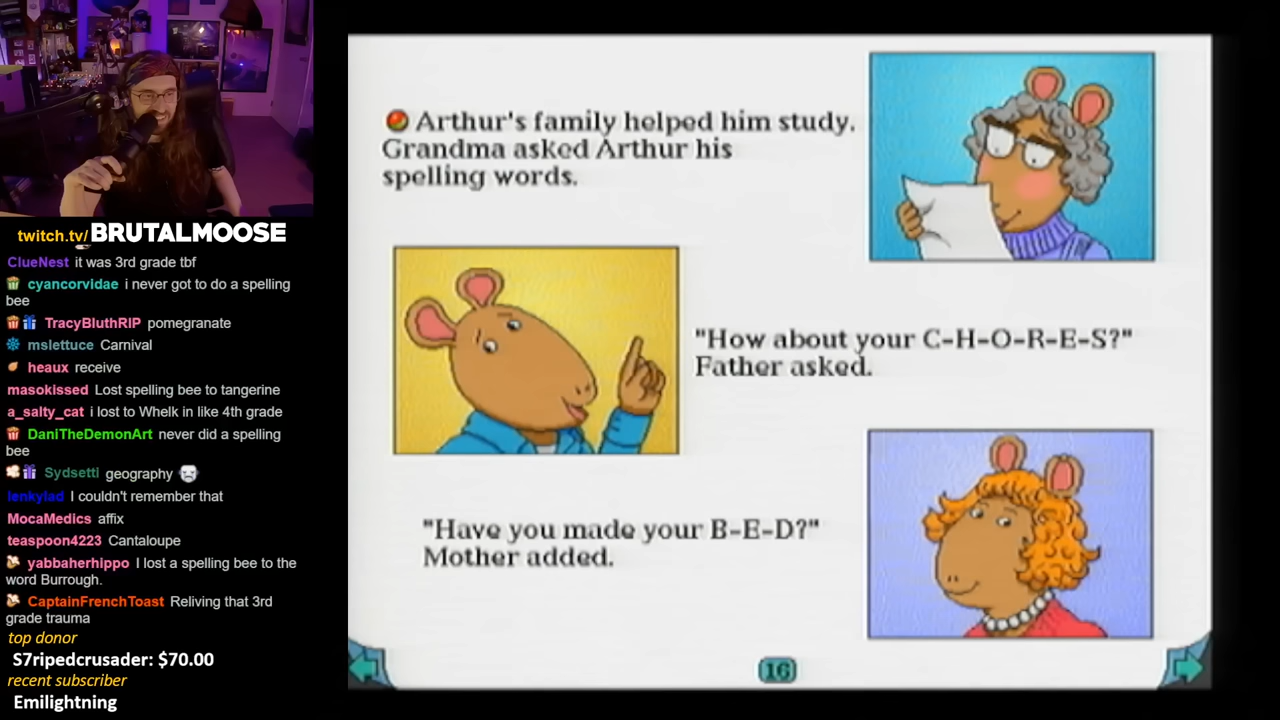 twitch.tv/BRUTALMOOSE
ClueNest it was 3rd grade tbf
cyancorvidae i never got to do a spelling
bee
TracyBluthRIP pomegranate
mslettuce Carnival
heaux receive
masokissed Lost spelling bee to tangerine
a_salty_cat i lost to Whelk in like 4th grade
DaniTheDemonArt never did a spelling
bee
Sydsetti geography
lenkylad I couldn't remember that
MocaMedics affix
teaspoon4223 Cantaloupe
yabbaherhippo I lost a spelling bee to the
word Burrough.
CaptainFrenchToast Reliving that 3rd
grade trauma
top donor
S7ripedcrusader: $70.00
recent subscriber
Emilightning
Arthur's family helped him study.
Grandma asked Arthur his
spelling words.
"How about your C-H-O-R-E-S?"
Father asked.
"Have you made your B-E-D?"
Mother added.
16